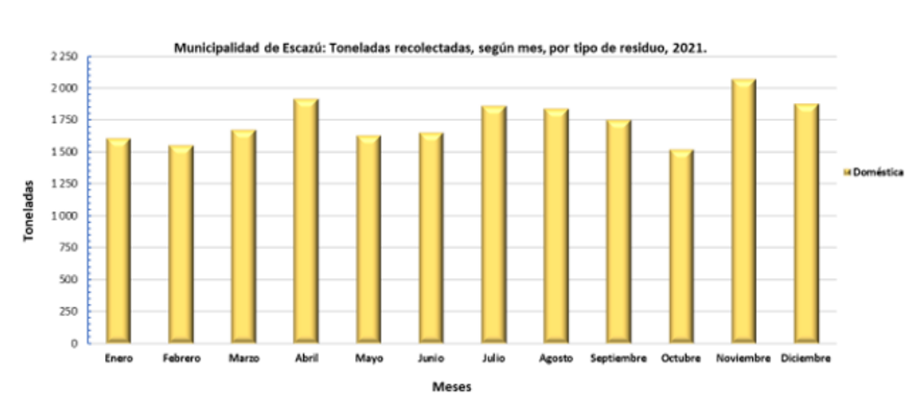 Municipalidad de Escazú: Toneladas recolectadas, según mes, por tipo de residuo, 2021.
2 250
2 000
1 750
1 500
1 250
1 000
750
500
250
0
Toneladas
Enero Febrero Marzo Abril Mayo Junio Julio Agosto Septiembre Octubre Noviembre Diciembre
Meses
Doméstica